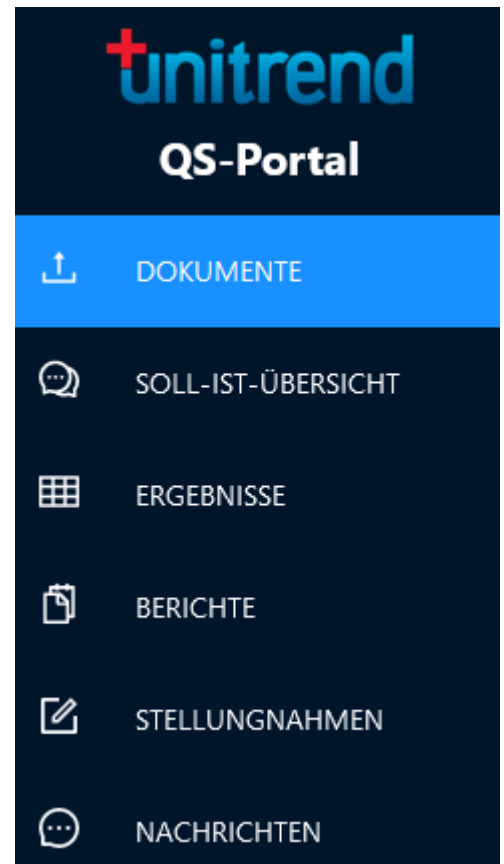 unitrend
QS-Portal
DOKUMENTE
SOLL-IST-ÜBERSICHT
ERGEBNISSE
BERICHTE
STELLUNGNAHMEN
NACHRICHTEN